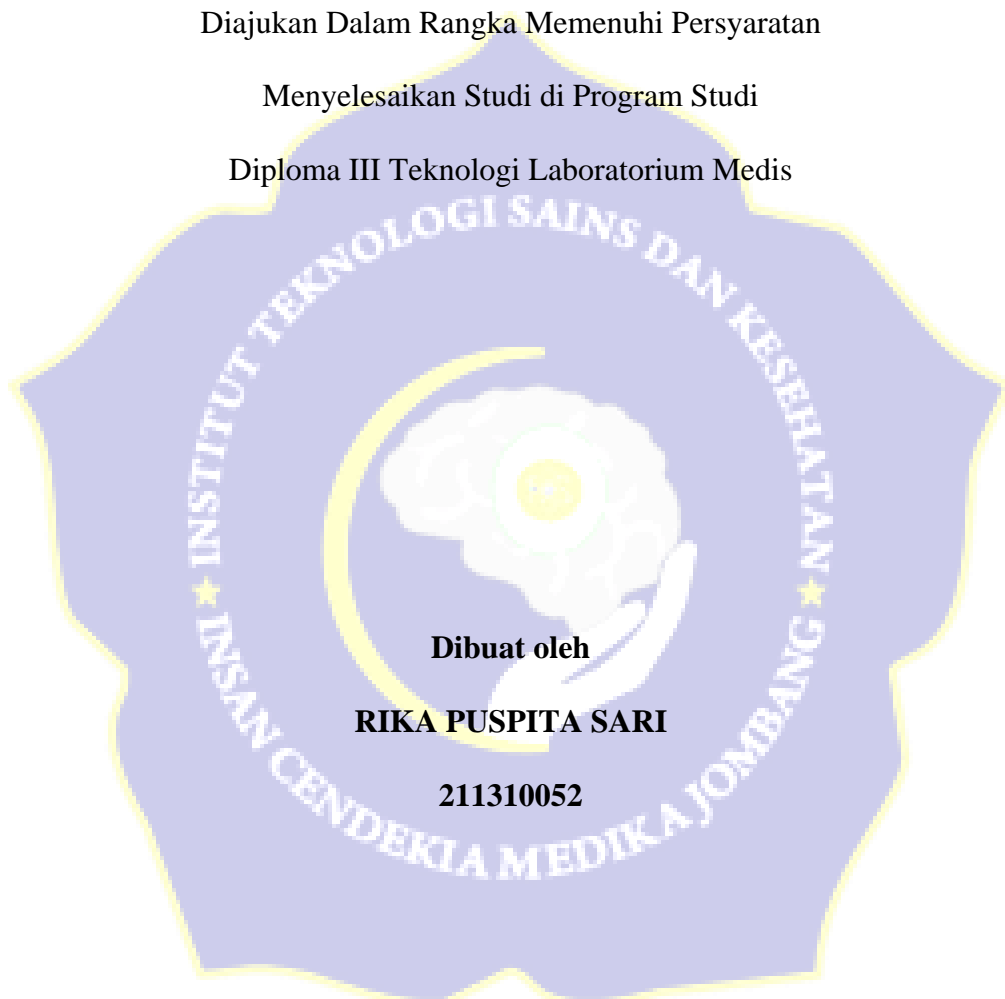 Diajukan Dalam Rangka Memenuhi Persyaratan
Menyelesaikan Studi di Program Studi
Diploma III Teknologi Laboratorium Medis
INSTITUT TEKNOLOGI SAINS DAN KESEHATAN
Dibuat oleh
RIKA PUSPITA SARI
211310052
INSAN CENDEKIA MEDIKA JOMBANG